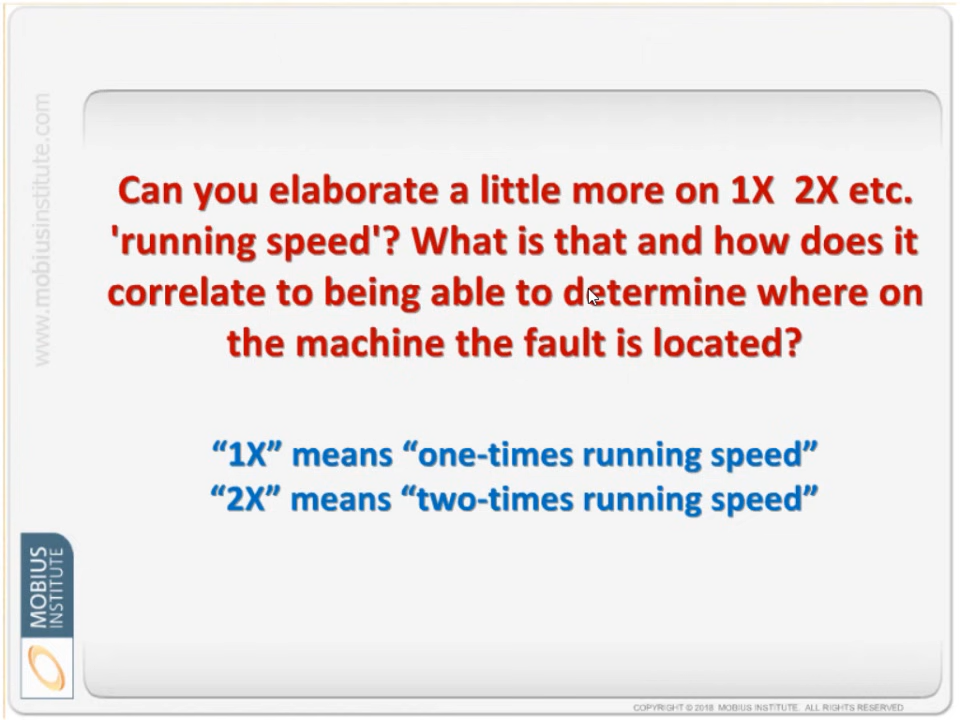 www.mobiusinstitute.com
Can you elaborate a little more on 1X  2X etc.
'running speed'? What is that and how does it
correlate to being able to determine where on
the machine the fault is located?
“1X” means “one-times running speed”
“2X” means “two-times running speed”
MOBIUS
INSTITUTE
COPYRIGHT © 2018 MOBIUS INSTITUTE. ALL RIGHTS RESERVED